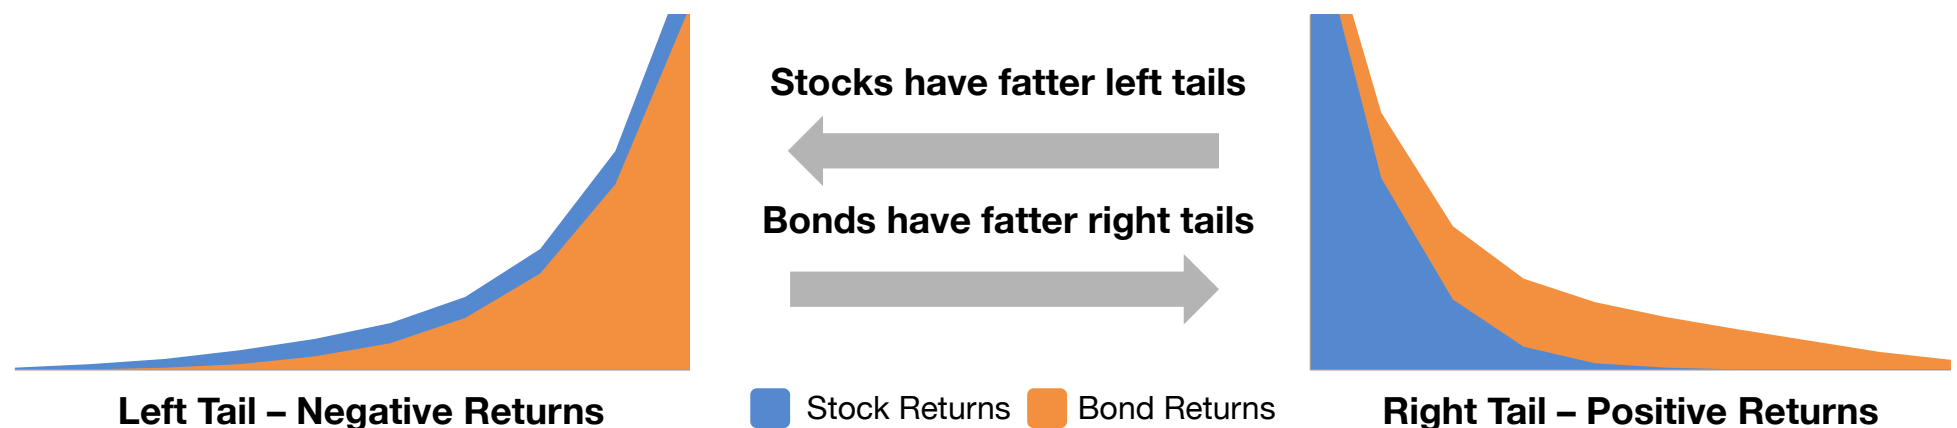 Stocks have fatter left tails
Bonds have fatter right tails
Left Tail – Negative Returns
Stock Returns
Bond Returns
Right Tail – Positive Returns